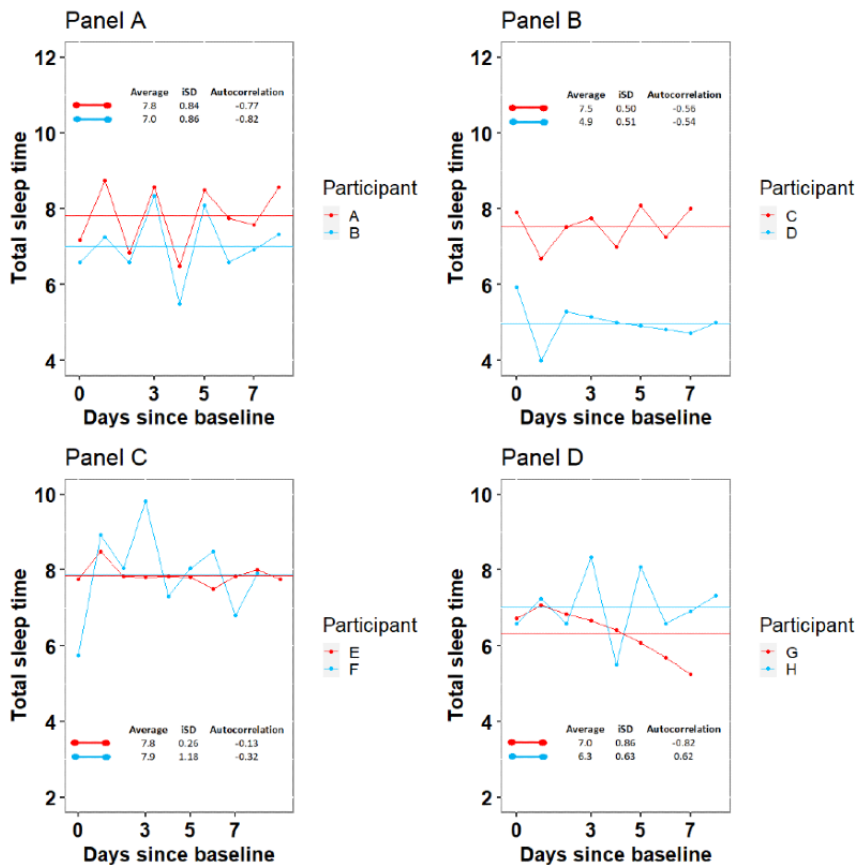 Panel A
12
10
8
6
4
Total sleep time
Average iSD Autocorrelation
7.8 0.84 -0.77
7.0 0.86 -0.82
0 3 5 7
Days since baseline
Participant
A
B
Panel B
12
10
8
6
4
Total sleep time
Average iSD Autocorrelation
7.5 0.50 -0.56
4.9 0.51 -0.54
0 3 5 7
Days since baseline
Participant
C
D
Panel C
10
8
6
4
2
Total sleep time
Average iSD Autocorrelation
7.8 0.26 -0.13
7.9 1.18 -0.32
0 3 5 7
Days since baseline
Participant
E
F
Panel D
10
8
6
4
2
Total sleep time
Average iSD Autocorrelation
7.0 0.86 -0.82
6.3 0.63 0.62
0 3 5 7
Days since baseline
Participant
G
H